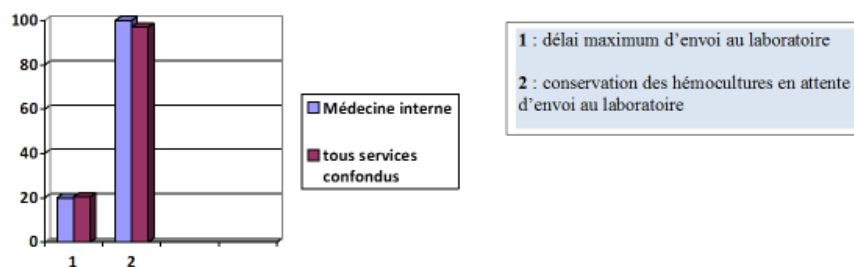 100
80
60
40
20
0
1 2
Médecine interne
tous services
confondus
1 : délai maximum d'envoi au laboratoire
2 : conservation des hémocultures en attente
d'envoi au laboratoire